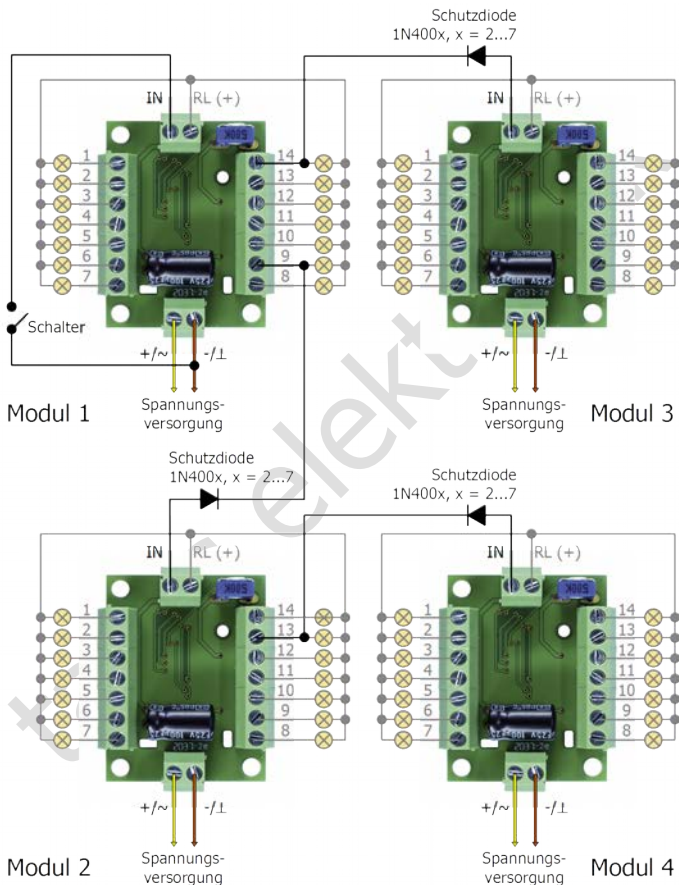 Schutzdiode
1N400x, x = 2...7
IN RL (+)
IN RL (+)
500K
500K
1 14
2 13
3 12
4 11
5 10
6 9
7 8
1 14
2 13
3 12
4 11
5 10
6 9
7 8
Schalter
+/~ -/⊥
+/~ -/⊥
Modul 1
Spannungs-
versorgung
Spannungs-
versorgung
Modul 3
Schutzdiode
1N400x, x = 2...7
Schutzdiode
1N400x, x = 2...7
IN RL (+)
IN RL (+)
500K
500K
1 14
2 13
3 12
4 11
5 10
6 9
7 8
1 14
2 13
3 12
4 11
5 10
6 9
7 8
+/~ -/⊥
+/~ -/⊥
Modul 2
Spannungs-
versorgung
Spannungs-
versorgung
Modul 4